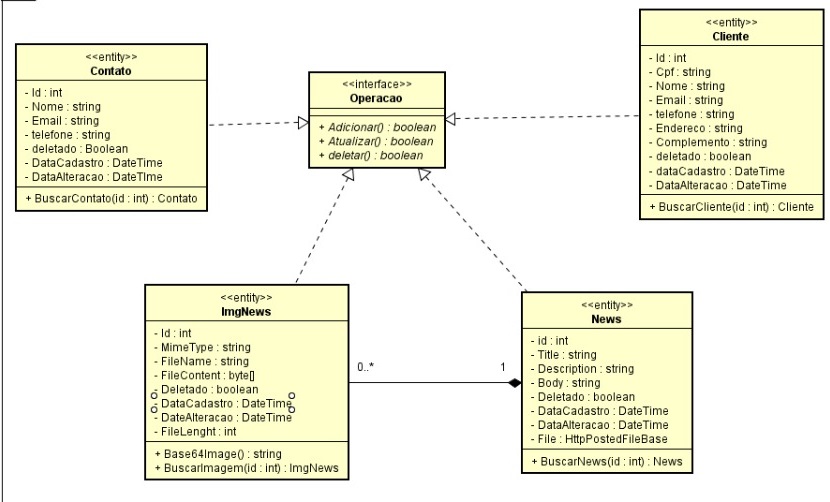 <<entity>>
Contato
- Id : int
- Nome : string
- Email : string
- telefone : string
- deletado : Boolean
- DataCadastro : DateTime
- DataAlteracao : DateTIme
+ BuscarContato(id : int) : Contato
<<interface>>
Operacao
+ Adicionar() : boolean
+ Atualizar() : boolean
+ deletar() : boolean
<<entity>>
Cliente
- Id : int
- Cpf : string
- Nome : string
- Email : string
- telefone : string
- Endereco : string
- Complemento : string
- deletado : boolean
- dataCadastro : DateTime
- DataAlteracao : DateTime
+ BuscarCliente(id : int) : Cliente
<<entity>>
ImgNews
- Id : int
- MimeType : string
- FileName : string
- FileContent : byte[]
- Deletado : boolean
- DataCadastro : DateTime
- DateAlteracao : DateTime
- FileLenght : int
+ Base64Image() : string
+ BuscarImagem(id : int) : ImgNews
0..*
1
<<entity>>
News
- id : int
- Title : string
- Description : string
- Body : string
- Deletado : boolean
- DataCadastro : DateTime
- DataAlteracao : DateTime
- File : HttpPostedFileBase
+ BuscarNews(id : int) : News